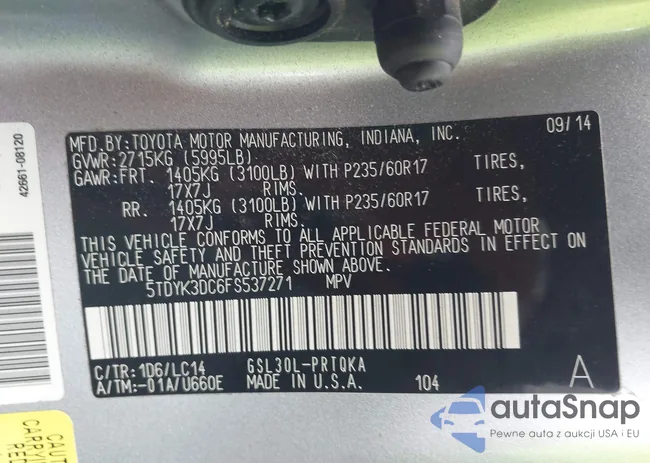 MFD.BY:TOYOTA MOTOR MANUFACTURING, INDIANA, INC. 09/14
GVWR:2715KG (5995LB)
GAWR:FRT. 1405KG (3100LB) WITH P235/60R17 TIRES,
17X7J RIMS.
RR. 1405KG (3100LB) WITH P235/60R17 TIRES,
17X7J RIMS.
THIS VEHICLE CONFORMS TO ALL APPLICABLE FEDERAL MOTOR
VEHICLE SAFETY AND THEFT PREVENTION STANDARDS IN EFFECT ON
THE DATE OF MANUFACTURE SHOWN ABOVE.
5TDYK3DC6FS537271 MPV
C/TR:1D6/LC14 GSL30L-PRTQKA
A/TM:-01A/U660E MADE IN U.S.A. 104 A
42661-08120
autoSnap
Pewne auta z aukcji USA i EU